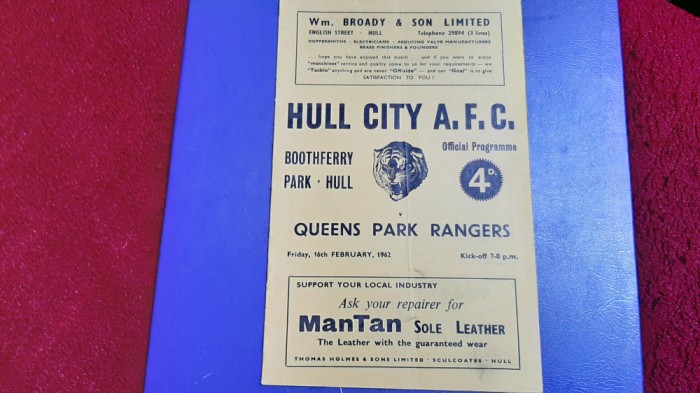 Wm. BROADY & SON LIMITED
ENGLISH STREET · HULL Telephone 29894 (3 lines)
COPPERSMITHS · ELECTRICIANS · REDUCING VALVE MANUFACTURERS
BRASS FINISHERS & FOUNDERS
... hope you have enjoyed this match ... and if you want to enjoy
"matchless" service and quality come to us for your requirements — we
"Tackle" anything and are never "Off-side" — and our "Goal" is to give
SATISFACTION TO YOU!
HULL CITY A.F.C.
Official Programme
BOOTHFERRY
PARK · HULL
4D.
v
QUEENS PARK RANGERS
Friday, 16th FEBRUARY, 1962 Kick-off 7-0 p.m.
SUPPORT YOUR LOCAL INDUSTRY
Ask your repairer for
ManTan SOLE LEATHER
The Leather with the guaranteed wear
THOMAS HOLMES & SONS LIMITED · SCULCOATES · HULL